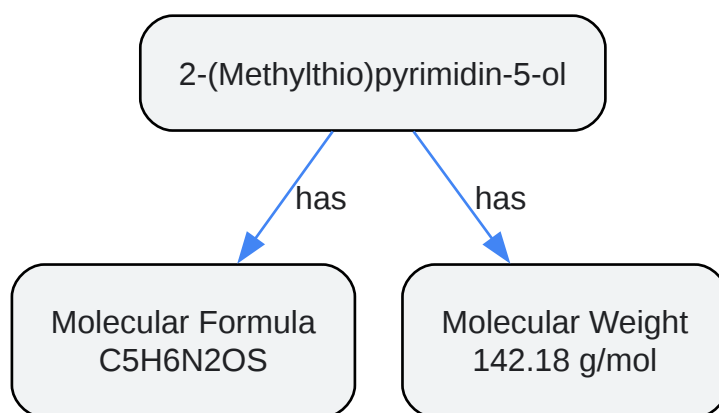 2-(Methylthio)pyrimidin-5-ol
has
has
Molecular Formula
C5H6N2OS
Molecular Weight
142.18 g/mol